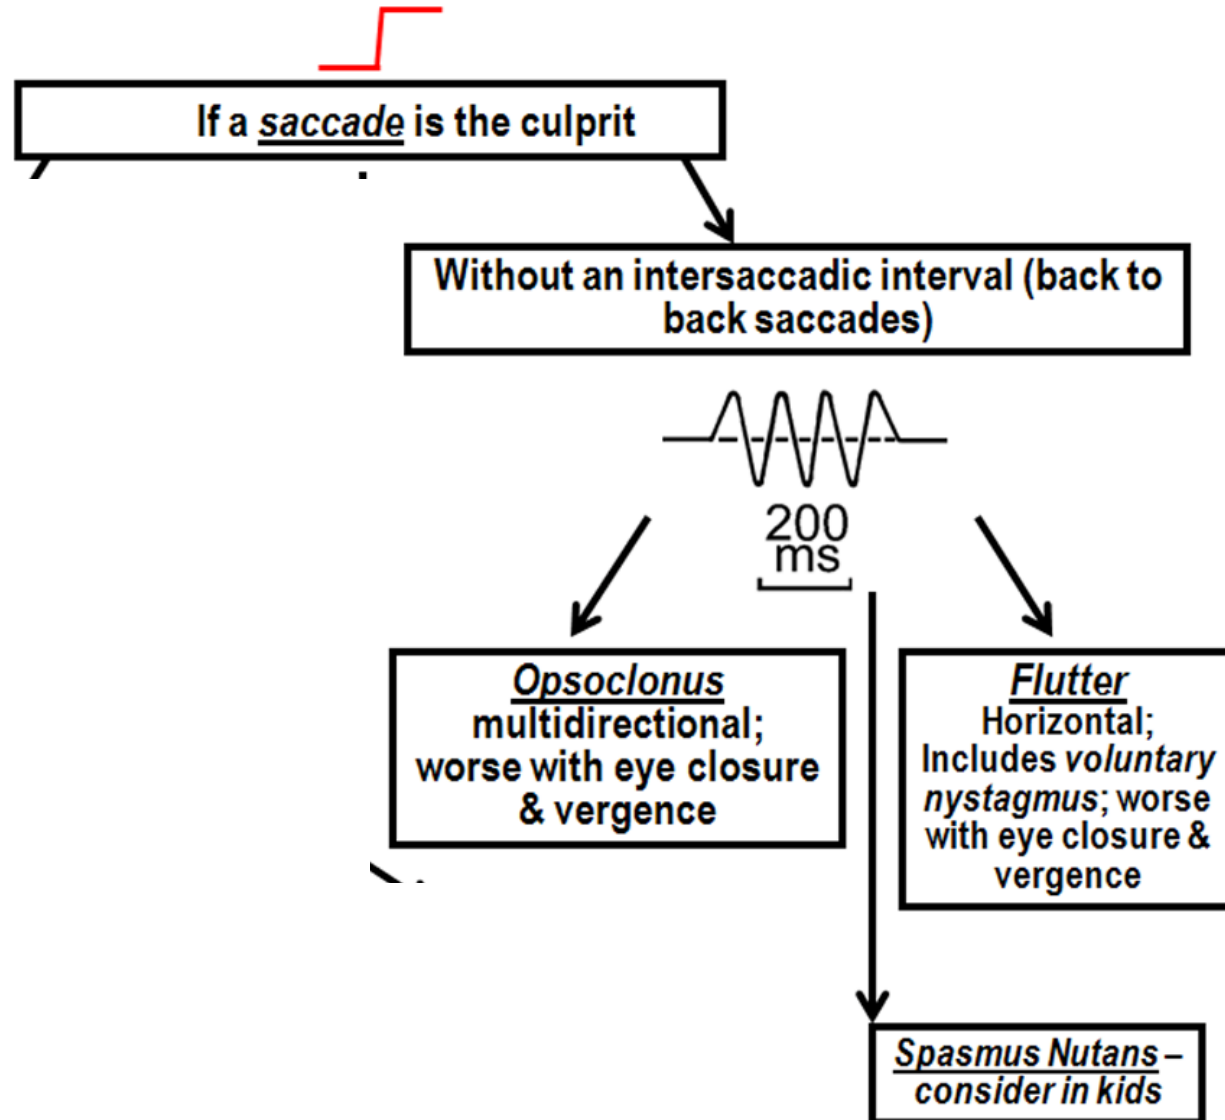 If a saccade is the culprit
Without an intersaccadic interval (back to
back saccades)
200
ms
Opsoclonus
multidirectional;
worse with eye closure
& vergence
Flutter
Horizontal;
Includes voluntary
nystagmus; worse
with eye closure &
vergence
Spasmus Nutans –
consider in kids